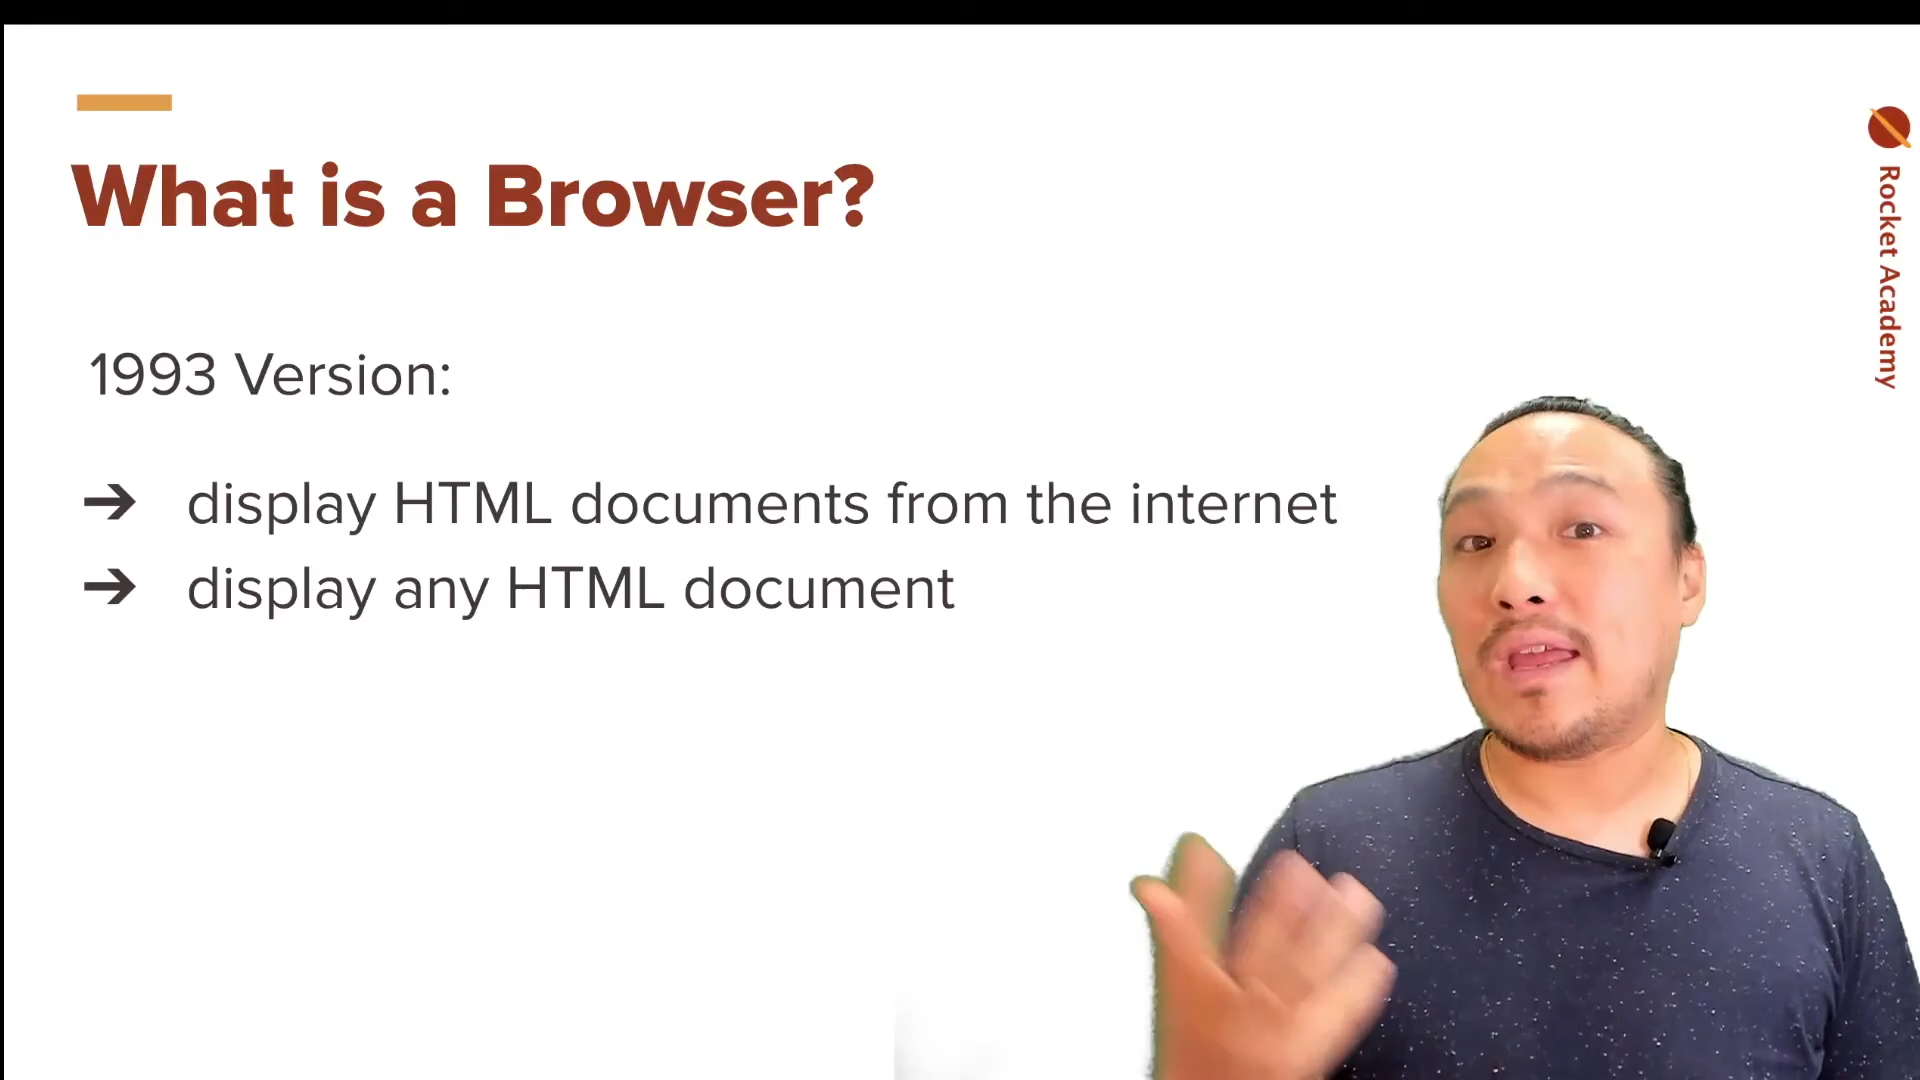 What is a Browser?
1993 Version:
➔ display HTML documents from the internet
➔ display any HTML document
Rocket Academy